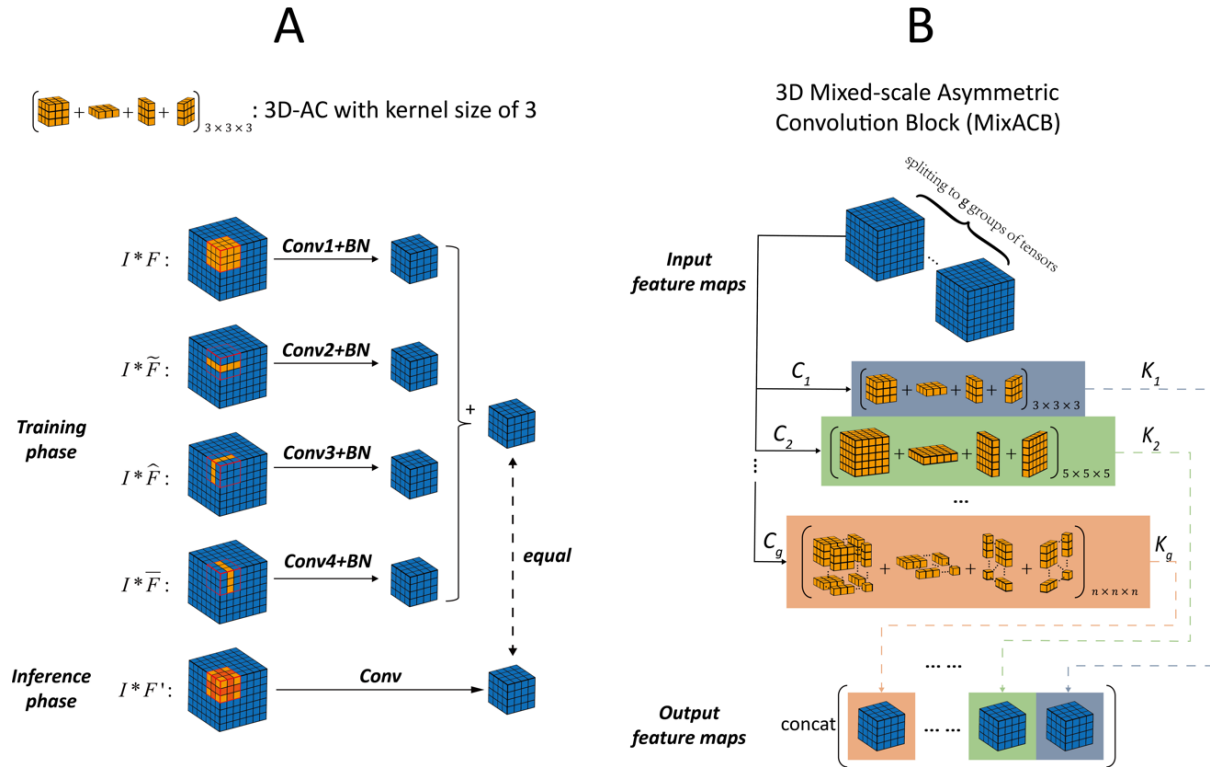 A
( + + + ) 3 × 3 × 3 : 3D-AC with kernel size of 3
I * F :
Conv1+BN
I * F̃ :
Conv2+BN
+
Training
phase
I * F̂ :
Conv3+BN
equal
I * F̅ :
Conv4+BN
Inference
phase
I * F' :
Conv
B
3D Mixed-scale Asymmetric
Convolution Block (MixACB)
splitting to g groups of tensors
...
Input
feature maps
C1
( + + + ) 3 × 3 × 3
K1
C2
( + + + ) 5 × 5 × 5
K2
...
...
Cg
( + + + ) n × n × n
Kg
... ...
Output
feature maps
concat ( ... ... )